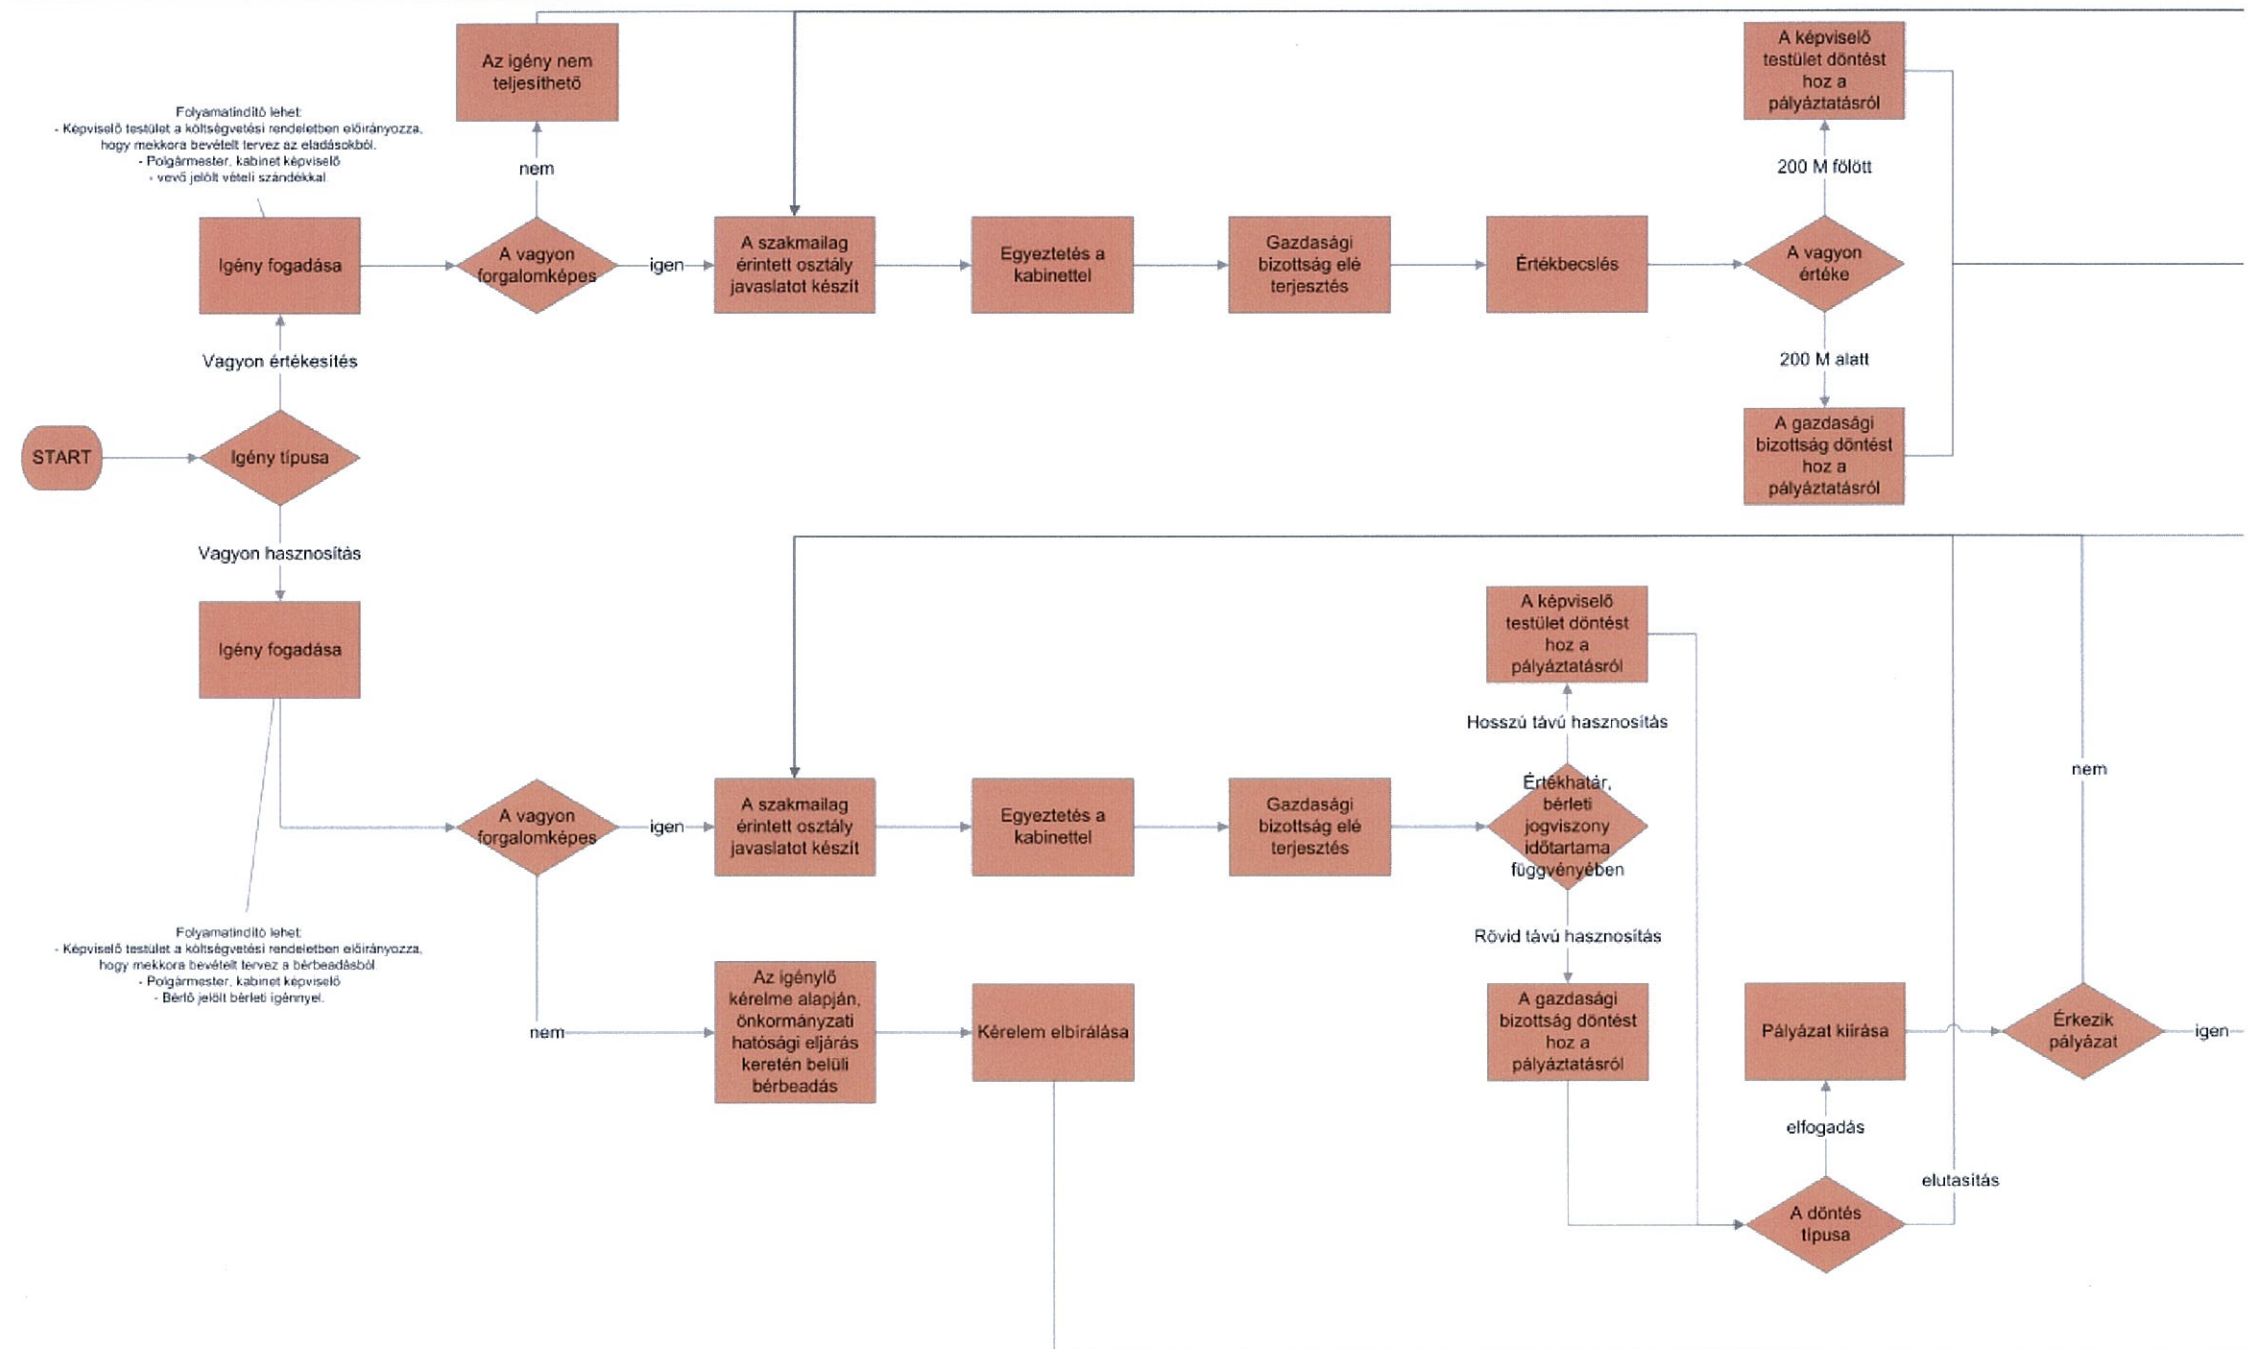 Az igény nem
teljesíthető
A képviselő
testület döntést
hoz a
pályáztatásról
Folyamatindító lehet:
- Képviselő testület a költségvetési rendeletben előirányozza,
hogy mekkora bevételt tervez az eladásokból.
- Polgármester, kabinet képviselő
- vevő jelölt vételi szándékkal.
nem
200 M fölött
Igény fogadása
A vagyon
forgalomképes
igen
A szakmailag
érintett osztály
javaslatot készít
Egyeztetés a
kabinettel
Gazdasági
bizottság elé
terjesztés
Értékbecslés
A vagyon
értéke
Vagyon értékesítés
200 M alatt
START
Igény típusa
A gazdasági
bizottság döntést
hoz a
pályáztatásról
Vagyon hasznosítás
Igény fogadása
A képviselő
testület döntést
hoz a
pályáztatásról
Hosszú távú hasznosítás
nem
A vagyon
forgalomképes
igen
A szakmailag
érintett osztály
javaslatot készít
Egyeztetés a
kabinettel
Gazdasági
bizottság elé
terjesztés
Értékhatár,
bérleti
jogviszony
időtartama
függvényében
Folyamatindító lehet:
- Képviselő testület a költségvetési rendeletben előirányozza,
hogy mekkora bevételt tervez a bérbeadásból
- Polgármester, kabinet képviselő
- Bérlő jelölt bérleti igénnyel.
Rövid távú hasznosítás
nem
Az igénylő
kérelme alapján,
önkormányzati
hatósági eljárás
keretén belüli
bérbeadás
Kérelem elbírálása
A gazdasági
bizottság döntést
hoz a
pályáztatásról
Pályázat kiírása
Érkezik
pályázat
igen
elfogadás
elutasítás
A döntés
típusa